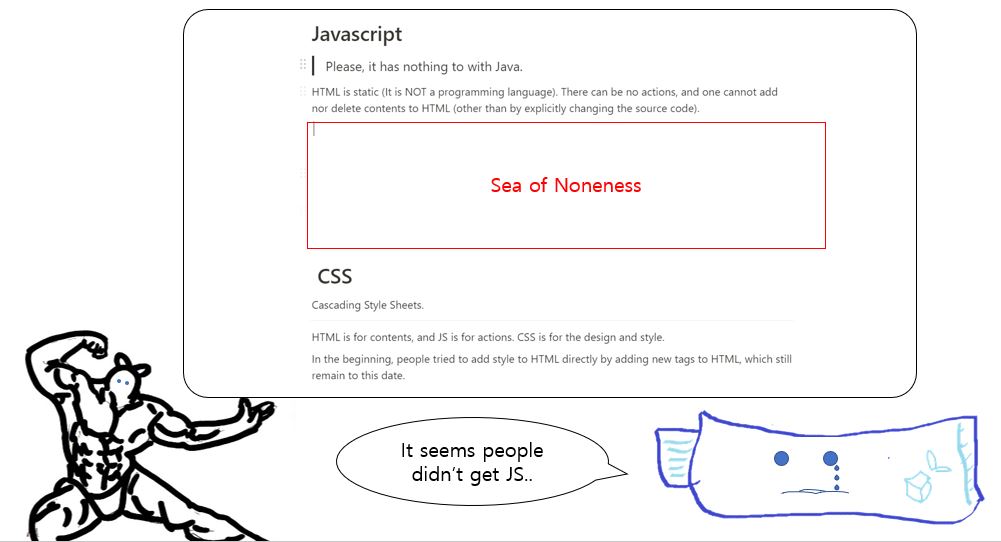 Javascript
Please, it has nothing to with Java.
HTML is static (It is NOT a programming language). There can be no actions, and one cannot add
nor delete contents to HTML (other than by explicitly changing the source code).
Sea of Noneness
CSS
Cascading Style Sheets.
HTML is for contents, and JS is for actions. CSS is for the design and style.
In the beginning, people tried to add style to HTML directly by adding new tags to HTML, which still
remain to this date.
It seems people
didn't get JS..